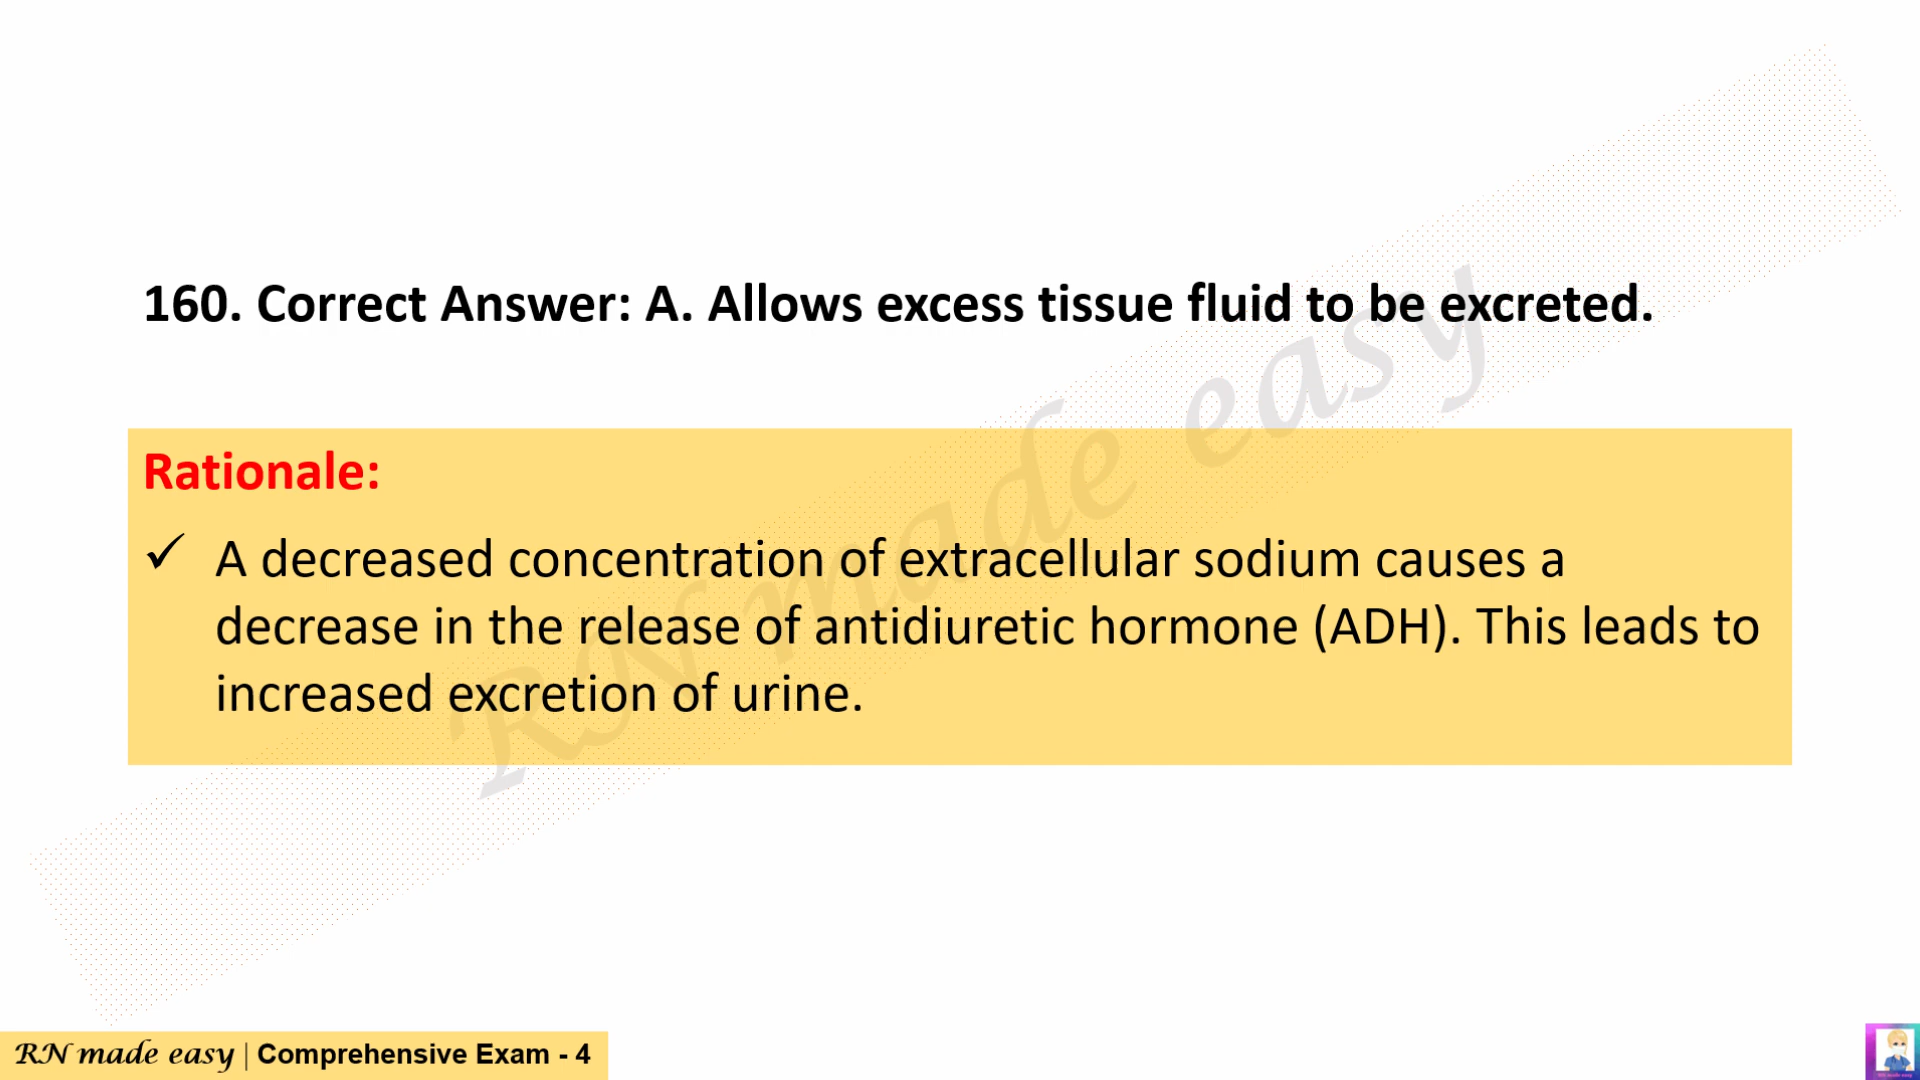 160. Correct Answer: A. Allows excess tissue fluid to be excreted.
RN made easy
Rationale:
✓ A decreased concentration of extracellular sodium causes a
decrease in the release of antidiuretic hormone (ADH). This leads to
increased excretion of urine.
RN made easy | Comprehensive Exam - 4